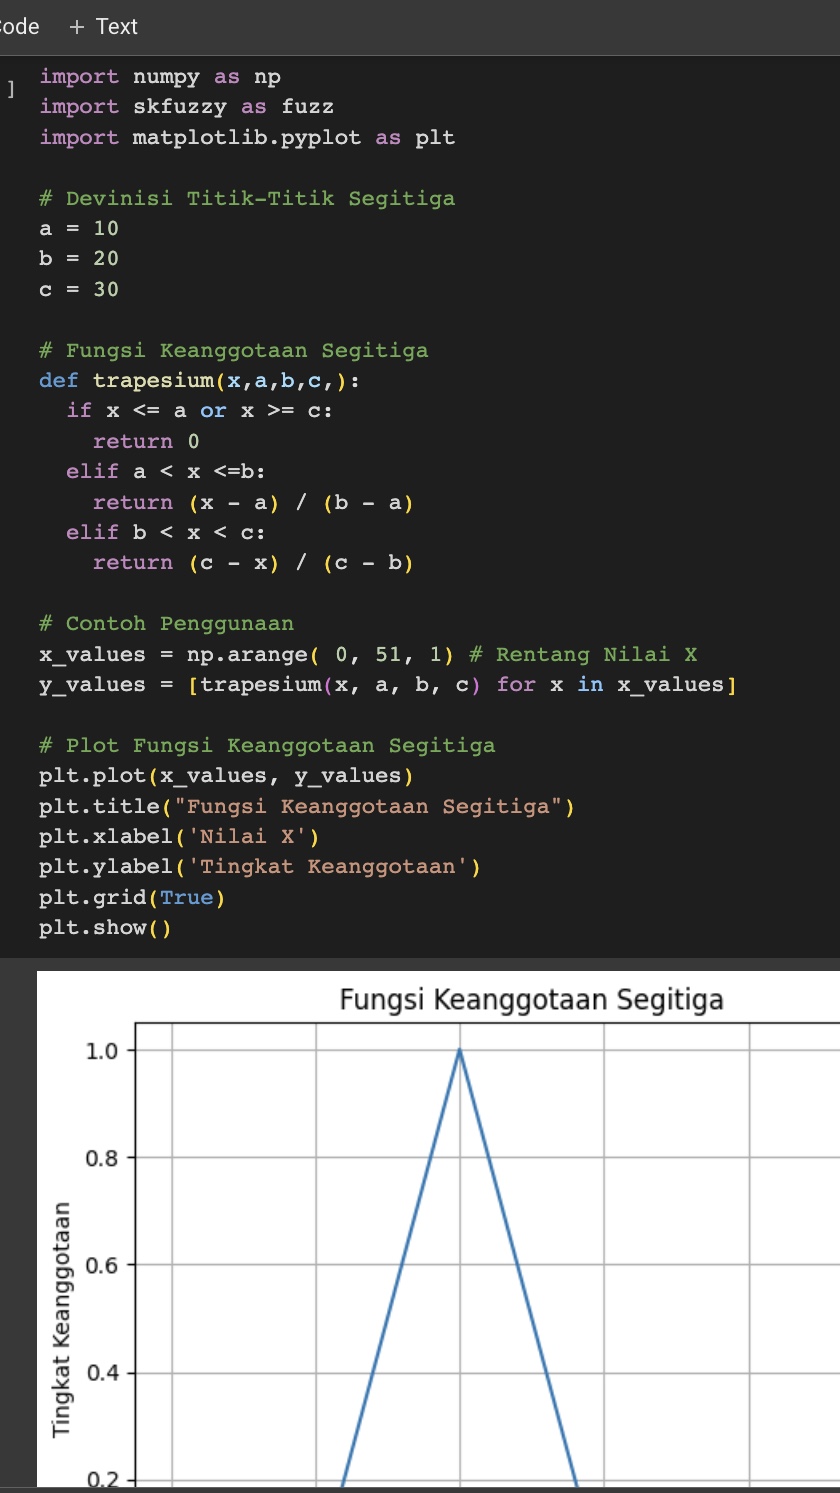 Code + Text
]
import numpy as np
import skfuzzy as fuzz
import matplotlib.pyplot as plt
# Devinisi Titik-Titik Segitiga
a = 10
b = 20
c = 30
# Fungsi Keanggotaan Segitiga
def trapesium(x,a,b,c,):
  if x <= a or x >= c:
    return 0
  elif a < x <=b:
    return (x - a) / (b - a)
  elif b < x < c:
    return (c - x) / (c - b)
# Contoh Penggunaan
x_values = np.arange( 0, 51, 1) # Rentang Nilai X
y_values = [trapesium(x, a, b, c) for x in x_values]
# Plot Fungsi Keanggotaan Segitiga
plt.plot(x_values, y_values)
plt.title("Fungsi Keanggotaan Segitiga")
plt.xlabel('Nilai X')
plt.ylabel('Tingkat Keanggotaan')
plt.grid(True)
plt.show()
Fungsi Keanggotaan Segitiga
1.0
0.8
0.6
0.4
0.2
Tingkat Keanggotaan